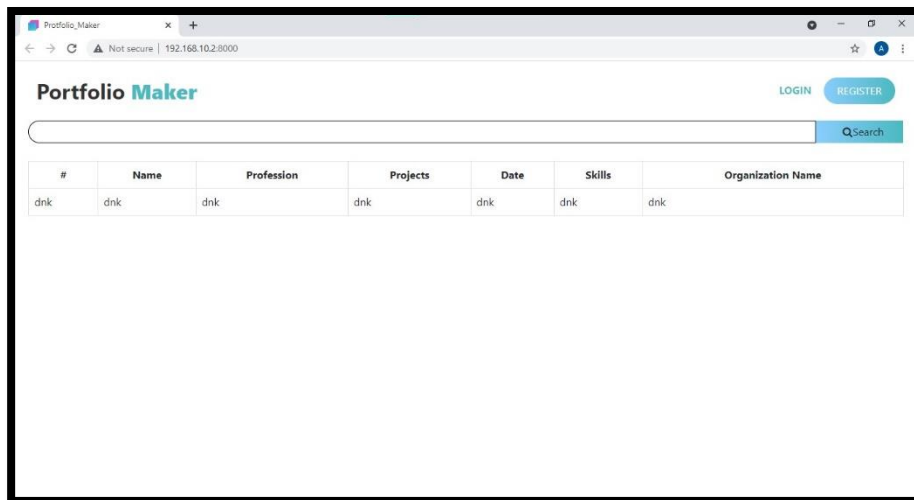 Protfolio_Maker
Not secure | 192.168.10.2:8000
A
Portfolio Maker
LOGIN
REGISTER
Search
# Name Profession Projects Date Skills Organization Name
dnk dnk dnk dnk dnk dnk dnk